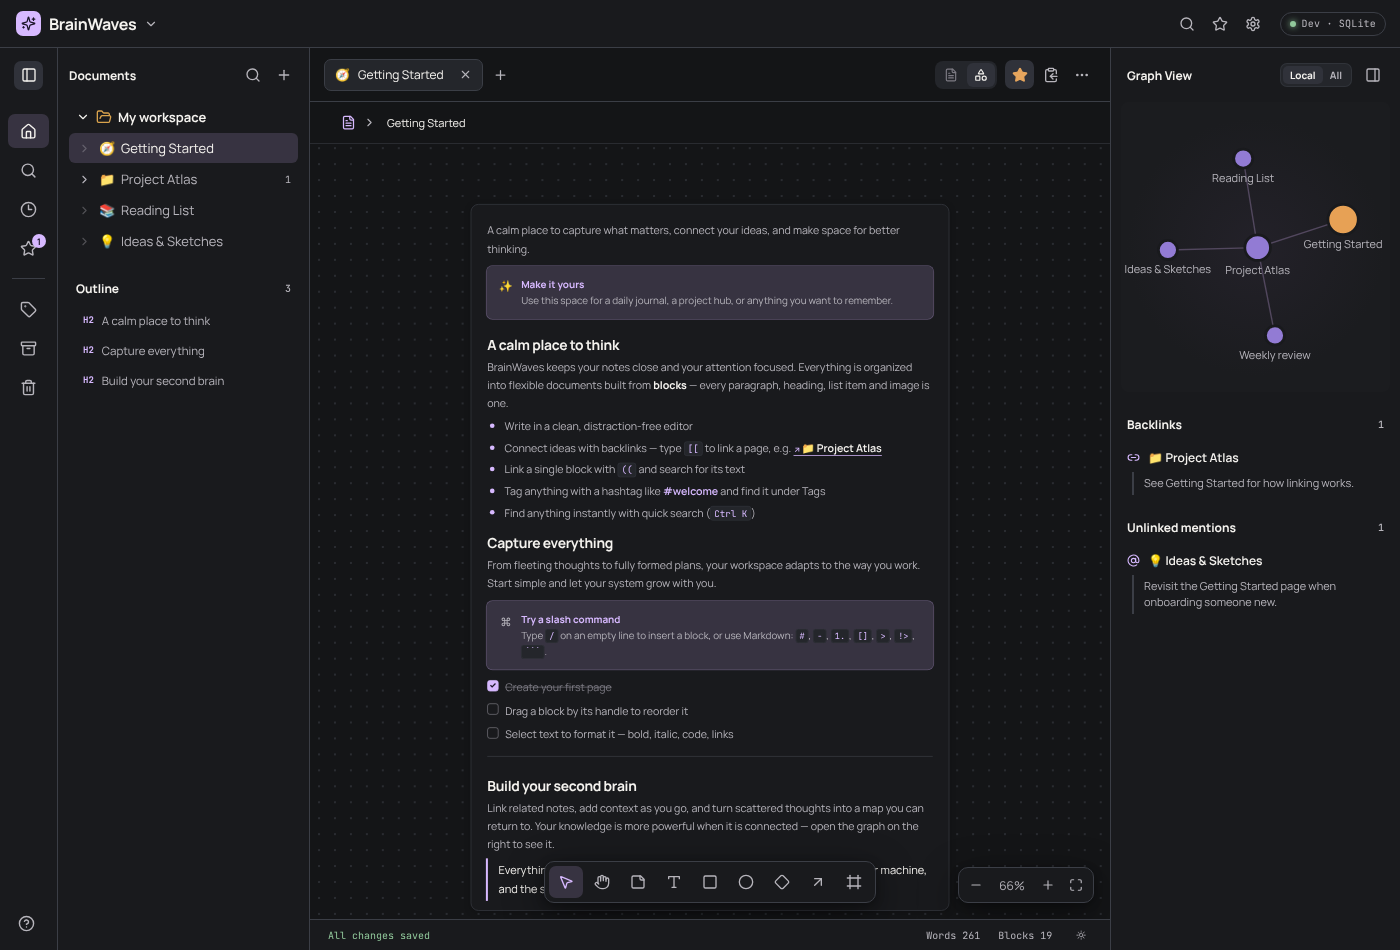 BrainWaves
Dev · SQLite
Documents
My workspace
Getting Started
Project Atlas 1
Reading List
Ideas & Sketches
1
Outline 3
H2 A calm place to think
H2 Capture everything
H2 Build your second brain
Getting Started
Getting Started
A calm place to capture what matters, connect your ideas, and make space for better
thinking.
Make it yours
Use this space for a daily journal, a project hub, or anything you want to remember.
A calm place to think
BrainWaves keeps your notes close and your attention focused. Everything is organized
into flexible documents built from blocks — every paragraph, heading, list item and image is
one.
Write in a clean, distraction-free editor
Connect ideas with backlinks — type [[ to link a page, e.g. ↗ Project Atlas
Link a single block with (( and search for its text
Tag anything with a hashtag like #welcome and find it under Tags
Find anything instantly with quick search (Ctrl K)
Capture everything
From fleeting thoughts to fully formed plans, your workspace adapts to the way you work.
Start simple and let your system grow with you.
⌘ Try a slash command
Type / on an empty line to insert a block, or use Markdown: #, -, 1., [], >, !>,
```.
Create your first page
Drag a block by its handle to reorder it
Select text to format it — bold, italic, code, links
Build your second brain
Link related notes, add context as you go, and turn scattered thoughts into a map you can
return to. Your knowledge is more powerful when it is connected — open the graph on the
right to see it.
machine,
and the
66%
All changes saved
Words 261 Blocks 19
Graph View
Local All
Reading List
Getting Started
Ideas & Sketches
Project Atlas
Weekly review
Backlinks 1
Project Atlas
See Getting Started for how linking works.
Unlinked mentions 1
Ideas & Sketches
Revisit the Getting Started page when
onboarding someone new.